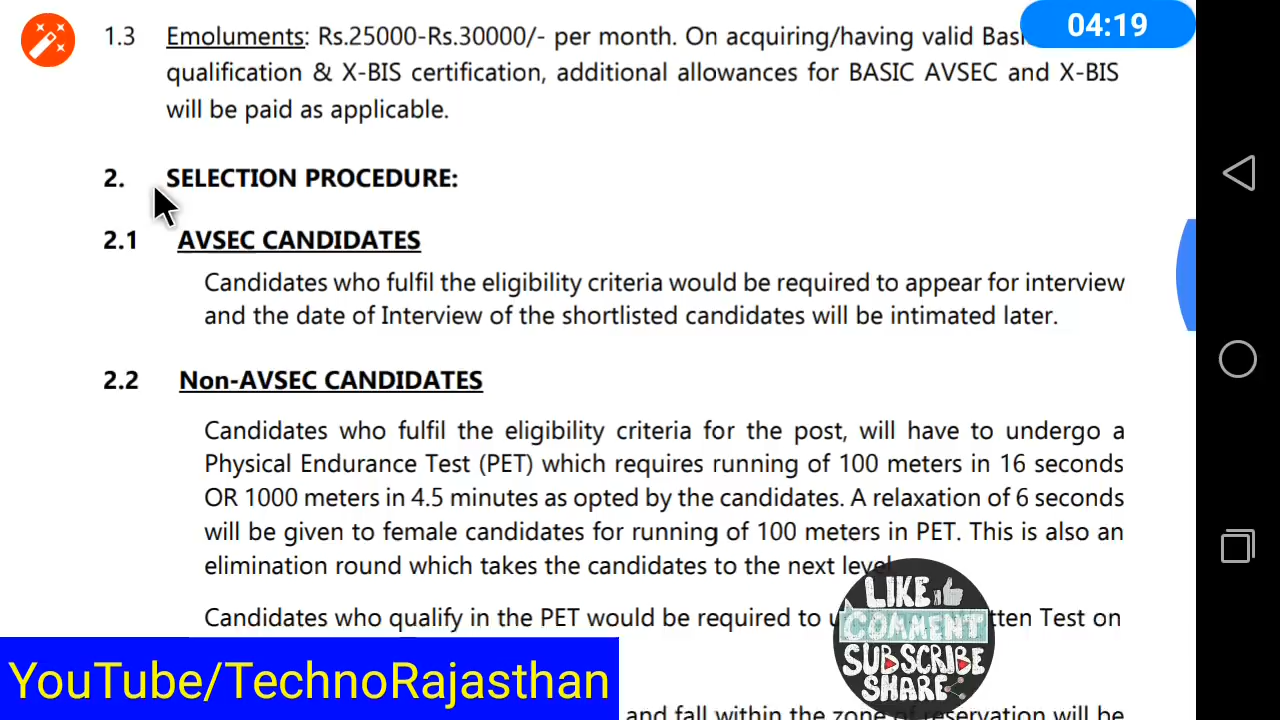 04:19
1.3 Emoluments: Rs.25000-Rs.30000/- per month. On acquiring/having valid
qualification & X-BIS certification, additional allowances for BASIC AVSEC and X-BIS
will be paid as applicable.
2. SELECTION PROCEDURE:
2.1 AVSEC CANDIDATES
Candidates who fulfil the eligibility criteria would be required to appear for interview
and the date of Interview of the shortlisted candidates will be intimated later.
2.2 Non-AVSEC CANDIDATES
Candidates who fulfil the eligibility criteria for the post, will have to undergo a
Physical Endurance Test (PET) which requires running of 100 meters in 16 seconds
OR 1000 meters in 4.5 minutes as opted by the candidates. A relaxation of 6 seconds
will be given to female candidates for running of 100 meters in PET. This is also an
elimination round which takes the candidates to the next level
Candidates who qualify in the PET would be required to Test on
LIKE
COMMENT
SUBSCRIBE
SHARE
YouTube/TechnoRajasthan
and fall within the zone of reservation will be